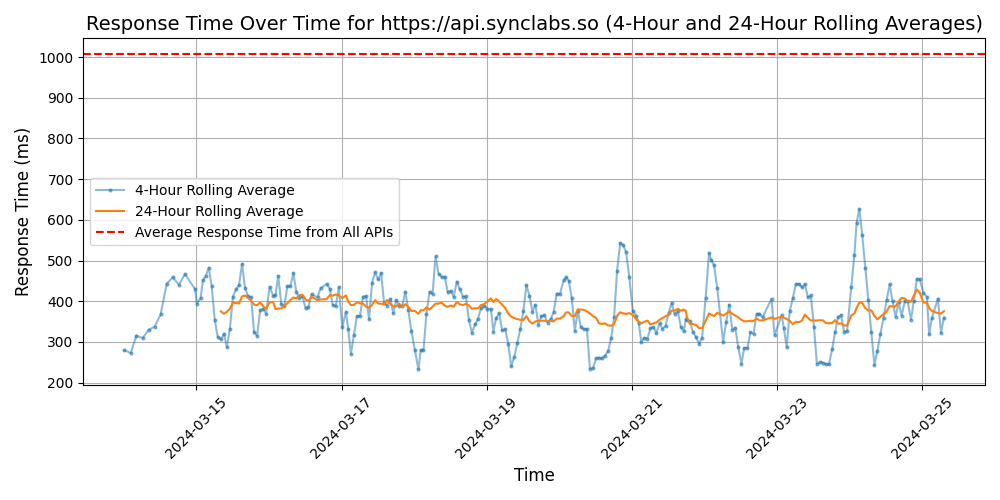 Response Time Over Time for https://api.synclabs.so (4-Hour and 24-Hour Rolling Averages)
Response Time (ms)
1000
900
800
700
600
500
400
300
200
4-Hour Rolling Average
24-Hour Rolling Average
Average Response Time from All APIs
2024-03-15
2024-03-17
2024-03-19
2024-03-21
2024-03-23
2024-03-25
Time